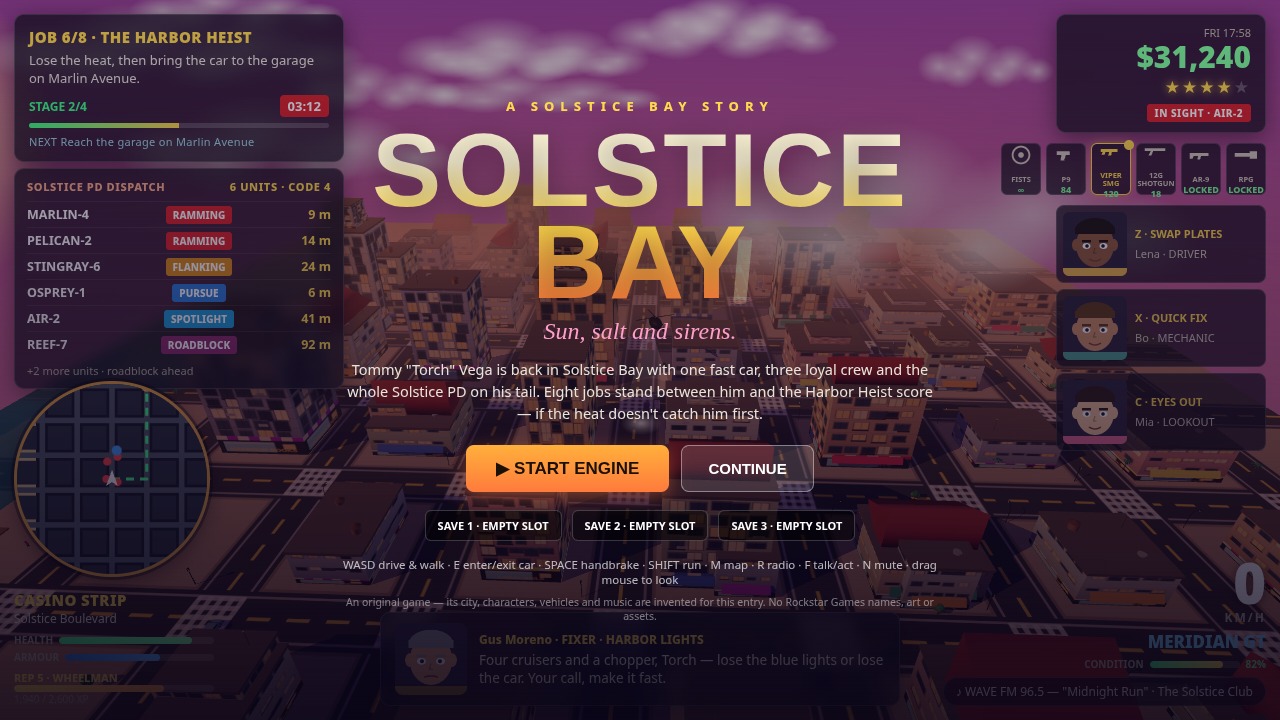 JOB 6/8 · THE HARBOR HEIST
Lose the heat, then bring the car to the garage
on Marlin Avenue.
STAGE 2/4
03:12
NEXT Reach the garage on Marlin Avenue
SOLSTICE PD DISPATCH
6 UNITS · CODE 4
MARLIN-4 RAMMING 9 m
PELICAN-2 RAMMING 14 m
STINGRAY-6 FLANKING 24 m
OSPREY-1 PURSUE 6 m
AIR-2 SPOTLIGHT 41 m
REEF-7 ROADBLOCK 92 m
+2 more units · roadblock ahead
CASINO STRIP
Solstice Boulevard
HEALTH
ARMOUR
REP 5 · WHEELMAN
A SOLSTICE BAY STORY
SOLSTICE
BAY
Sun, salt and sirens.
Tommy "Torch" Vega is back in Solstice Bay with one fast car, three loyal crew and the
whole Solstice PD on his tail. Eight jobs stand between him and the Harbor Heist score
— if the heat doesn't catch him first.
▶ START ENGINE
CONTINUE
SAVE 1 · EMPTY SLOT
SAVE 2 · EMPTY SLOT
SAVE 3 · EMPTY SLOT
WASD drive & walk · E enter/exit car · SPACE handbrake · SHIFT run · M map · R radio · F talk/act · N mute · drag
mouse to look
An original game — its city, characters, vehicles and music are invented for this entry. No Rockstar Games names, art or
assets.
Gus Moreno · FIXER · HARBOR LIGHTS
Four cruisers and a chopper, Torch — lose the blue lights or lose
the car. Your call, make it fast.
FRI 17:58
$31,240
★★★★★
IN SIGHT · AIR-2
FISTS
∞
P9
84
VIPER
SMG
120
12G
SHOTGUN
18
AR-9
LOCKED
RPG
LOCKED
Z · SWAP PLATES
Lena · DRIVER
X · QUICK FIX
Bo · MECHANIC
C · EYES OUT
Mia · LOOKOUT
0
KM/H
MERIDIAN GT
CONDITION 82%
♪ WAVE FM 96.5 — "Midnight Run" · The Solstice Club